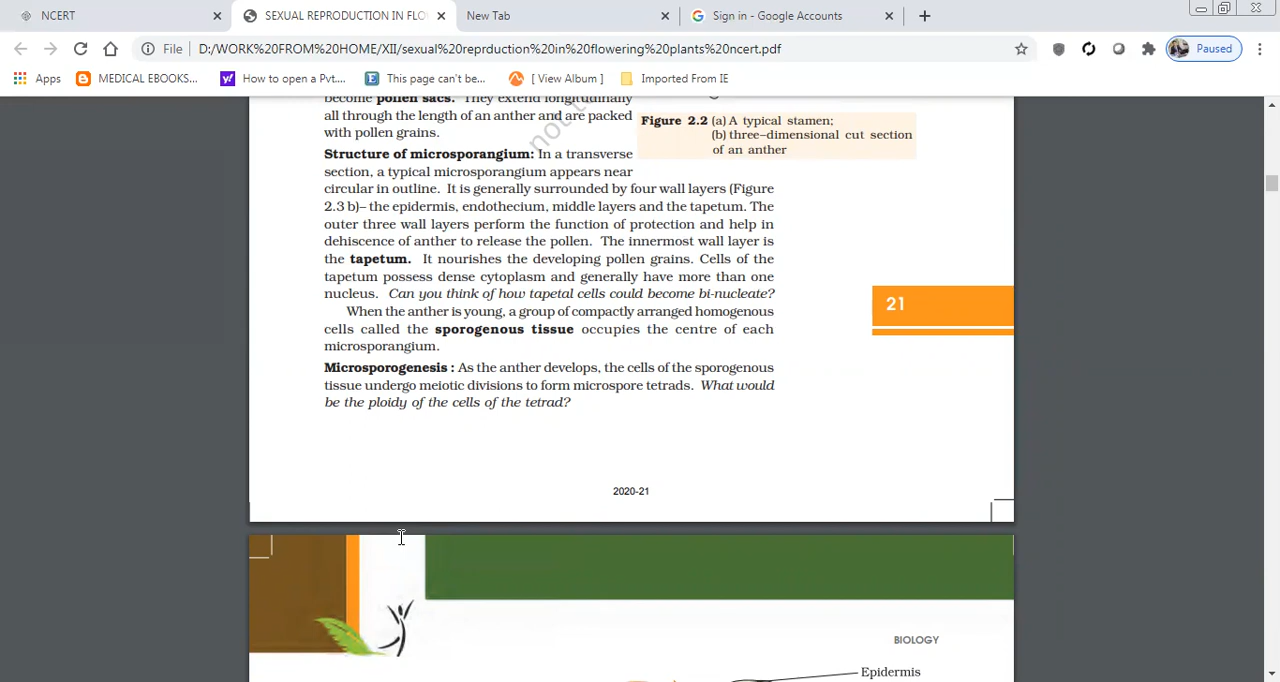 NCERT
SEXUAL REPRODUCTION IN FLO
New Tab
Sign in - Google Accounts
File
D:/WORK%20FROM%20HOME/XII/sexual%20reprduction%20in%20flowering%20plants%20ncert.pdf
Paused
Apps
MEDICAL EBOOKS...
How to open a Pvt....
This page can't be...
[ View Album ]
Imported From IE
become pollen sacs. They extend longitudinally
all through the length of an anther and are packed
with pollen grains.
not
Figure 2.2 (a) A typical stamen;
(b) three–dimensional cut section
of an anther
Structure of microsporangium: In a transverse
section, a typical microsporangium appears near
circular in outline. It is generally surrounded by four wall layers (Figure
2.3 b)– the epidermis, endothecium, middle layers and the tapetum. The
outer three wall layers perform the function of protection and help in
dehiscence of anther to release the pollen. The innermost wall layer is
the tapetum. It nourishes the developing pollen grains. Cells of the
tapetum possess dense cytoplasm and generally have more than one
nucleus. Can you think of how tapetal cells could become bi-nucleate?
When the anther is young, a group of compactly arranged homogenous
cells called the sporogenous tissue occupies the centre of each
microsporangium.
Microsporogenesis : As the anther develops, the cells of the sporogenous
tissue undergo meiotic divisions to form microspore tetrads. What would
be the ploidy of the cells of the tetrad?
21
2020-21
BIOLOGY
Epidermis